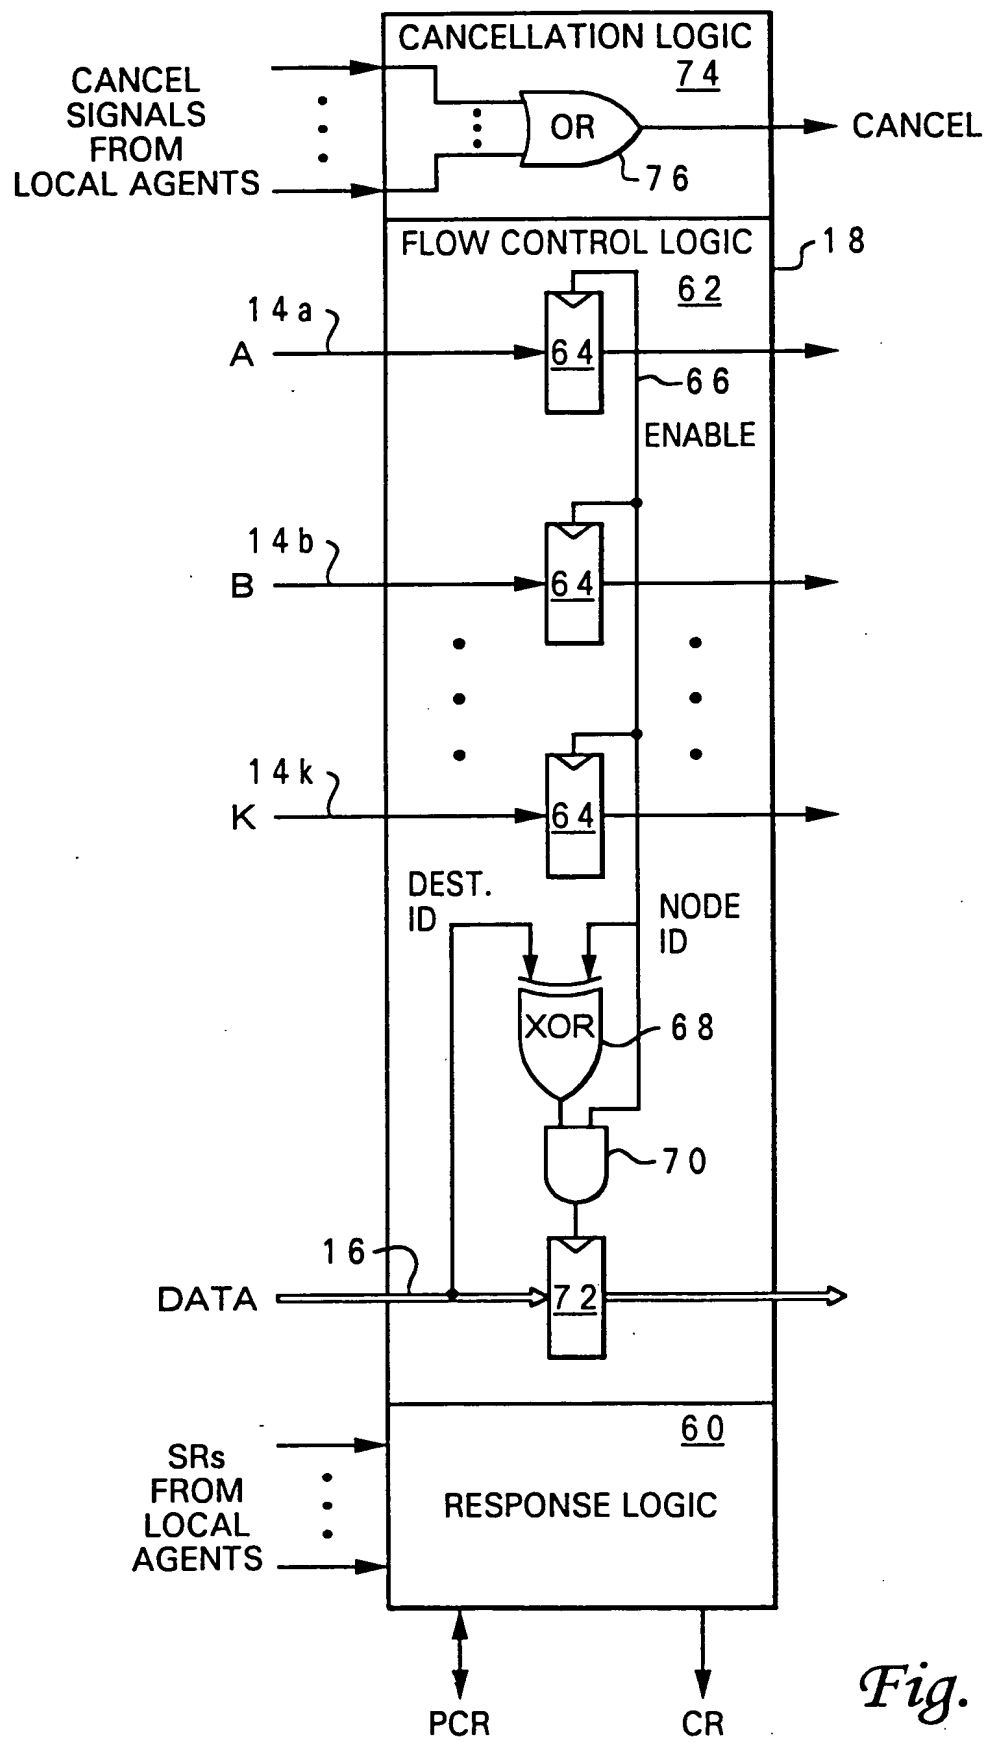 CANCELLATION LOGIC
74
CANCEL
SIGNALS
FROM
LOCAL AGENTS
OR
CANCEL
76
FLOW CONTROL LOGIC
18
62
14a
A
64
66
ENABLE
14b
B
64
14k
K
64
DEST.
ID
NODE
ID
XOR
68
70
16
DATA
72
60
SRs
FROM
LOCAL
AGENTS
RESPONSE LOGIC
PCR
CR
Fig.